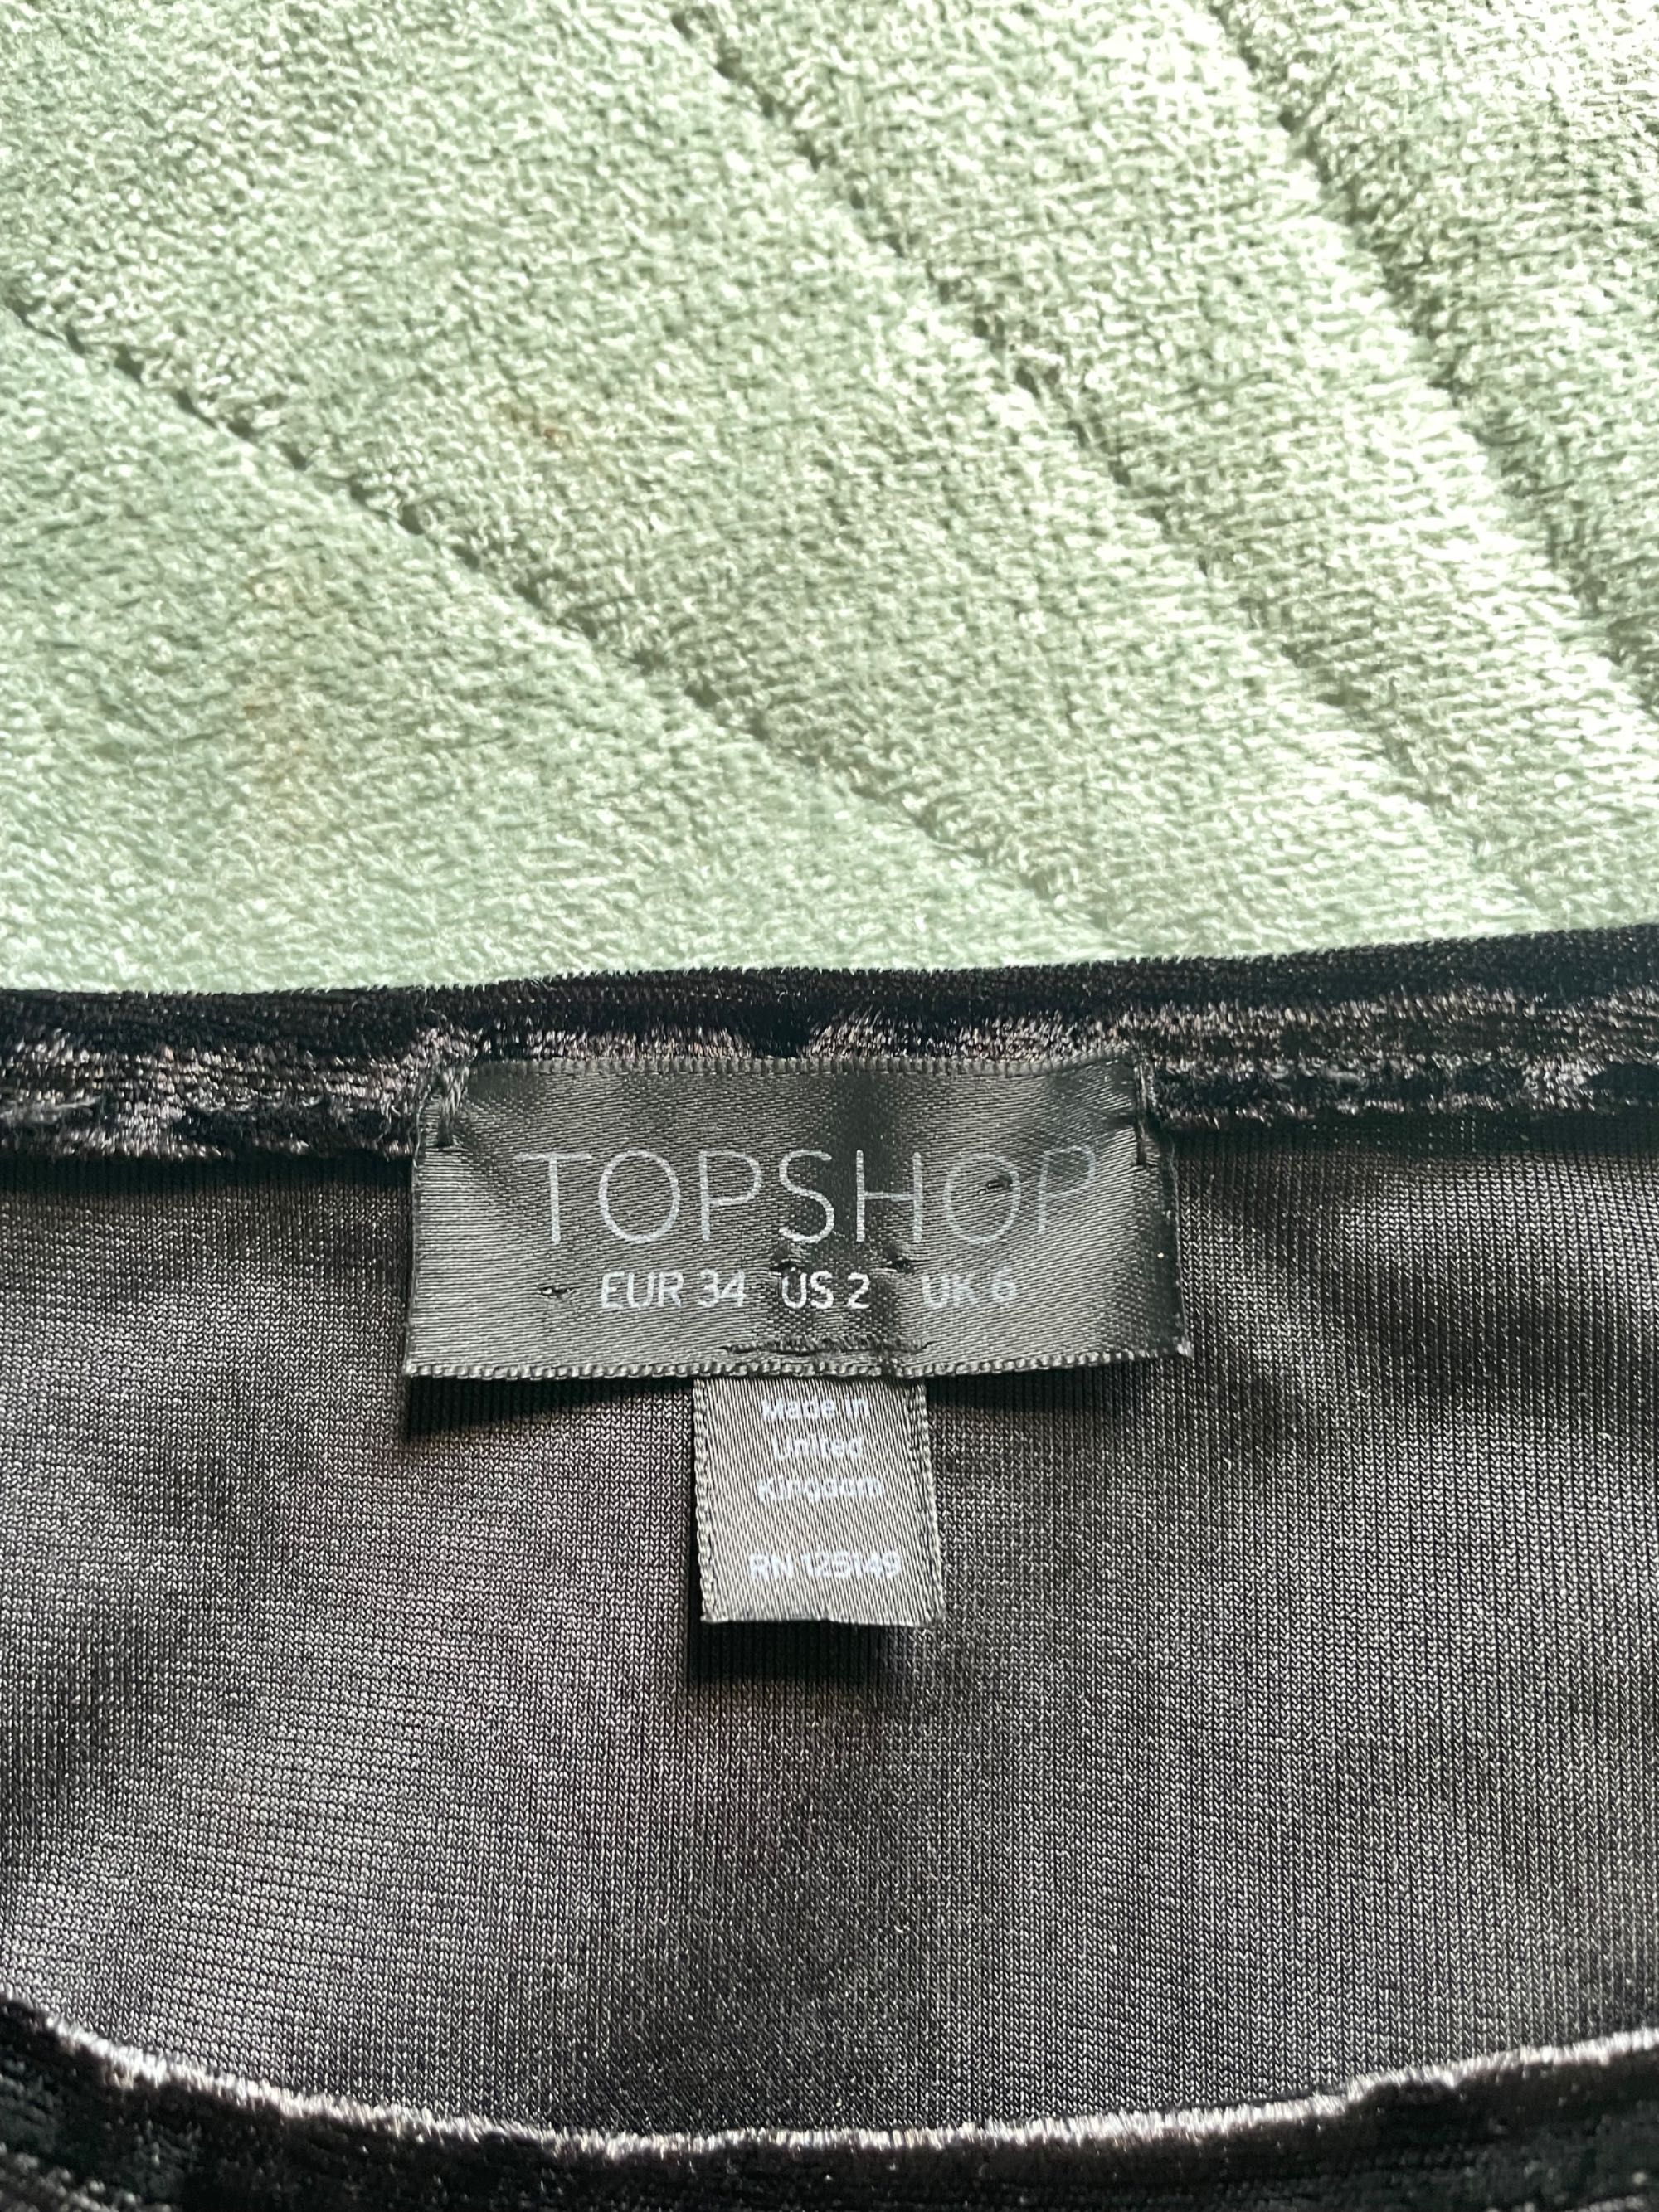 TOPSHOP
EUR 34 US 2 UK 6
Made in
United
Kingdom
RN 125149